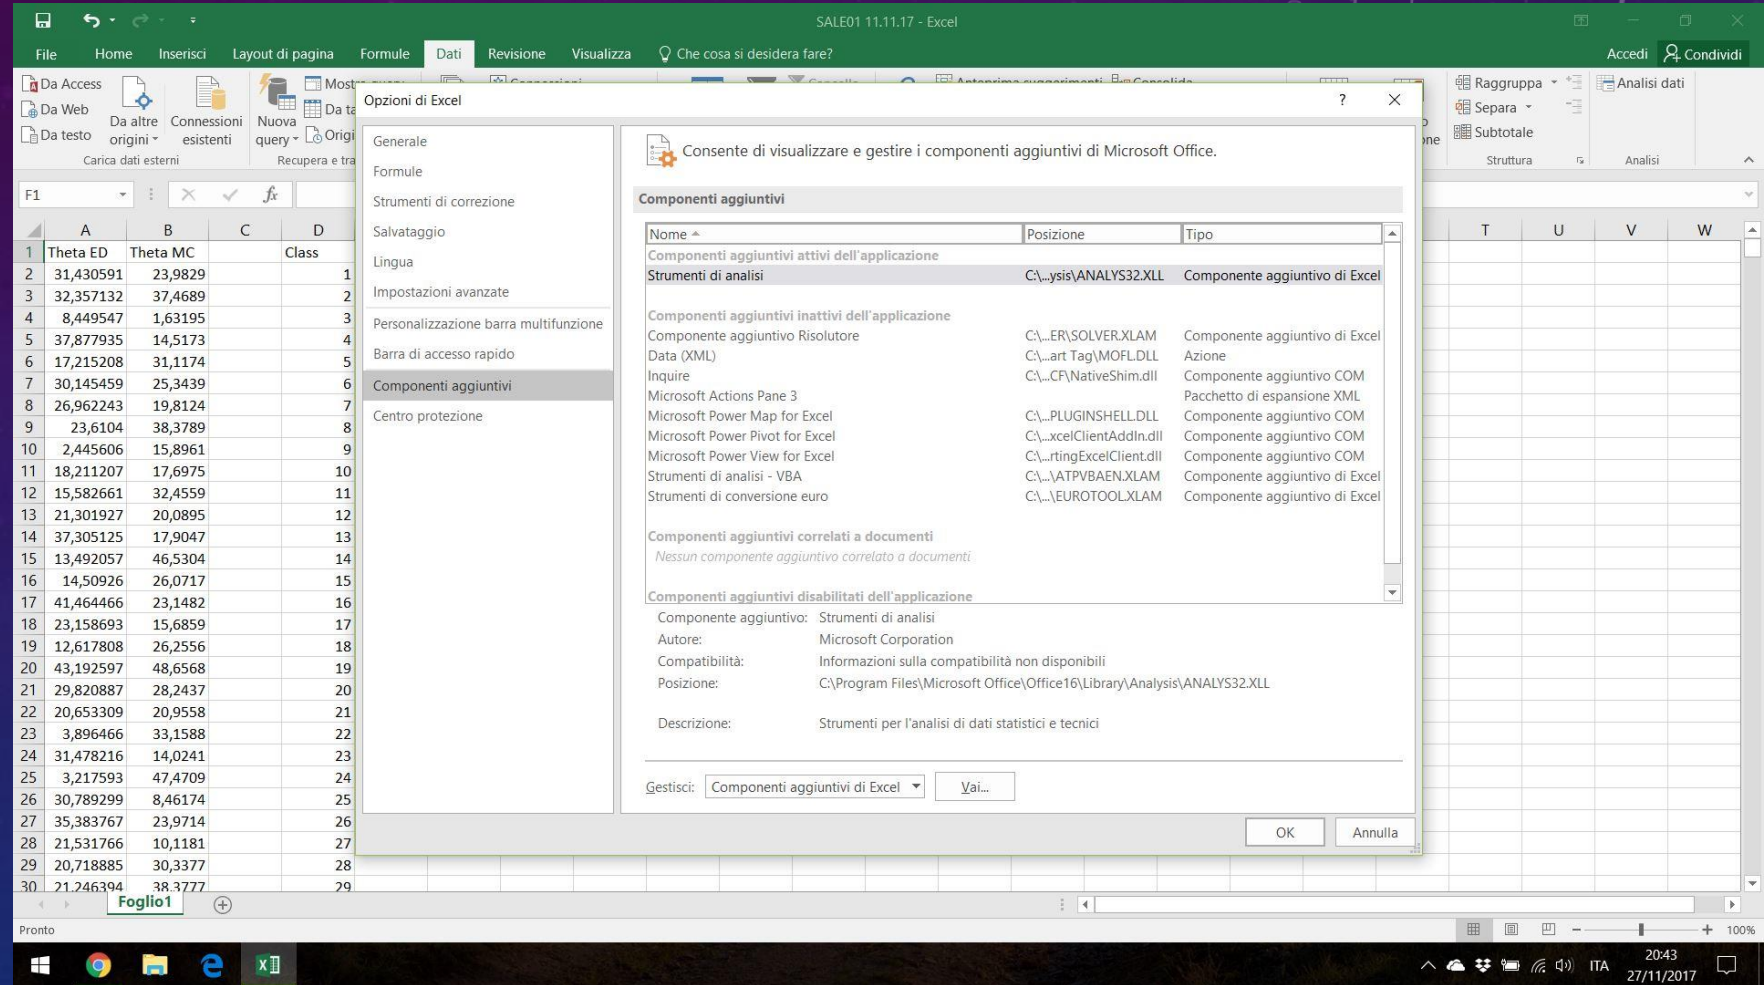 SALE01 11.11.17 - Excel
File Home Inserisci Layout di pagina Formule Dati Revisione Visualizza Che cosa si desidera fare? Accedi Condividi
Da Access
Da Web
Da testo
Da altre origini
Connessioni esistenti
Carica dati esterni
Nuova query
Most
Da ta
Origi
Recupera e tra
Raggruppa
Separa
Subtotale
Struttura
Analisi dati
Analisi
F1
fx
A B C D T U V W
1 Theta ED Theta MC Class
2 31,430591 23,9829 1
3 32,357132 37,4689 2
4 8,449547 1,63195 3
5 37,877935 14,5173 4
6 17,215208 31,1174 5
7 30,145459 25,3439 6
8 26,962243 19,8124 7
9 23,6104 38,3789 8
10 2,445606 15,8961 9
11 18,211207 17,6975 10
12 15,582661 32,4559 11
13 21,301927 20,0895 12
14 37,305125 17,9047 13
15 13,492057 46,5304 14
16 14,50926 26,0717 15
17 41,464466 23,1482 16
18 23,158693 15,6859 17
19 12,617808 26,2556 18
20 43,192597 48,6568 19
21 29,820887 28,2437 20
22 20,653309 20,9558 21
23 3,896466 33,1588 22
24 31,478216 14,0241 23
25 3,217593 47,4709 24
26 30,789299 8,46174 25
27 35,383767 23,9714 26
28 21,531766 10,1181 27
29 20,718885 30,3377 28
30 21,246394 38,3777 29
Opzioni di Excel
?
Generale
Formule
Strumenti di correzione
Salvataggio
Lingua
Impostazioni avanzate
Personalizzazione barra multifunzione
Barra di accesso rapido
Componenti aggiuntivi
Centro protezione
Consente di visualizzare e gestire i componenti aggiuntivi di Microsoft Office.
Componenti aggiuntivi
Nome Posizione Tipo
Componenti aggiuntivi attivi dell'applicazione
Strumenti di analisi C:\...ysis\ANALYS32.XLL Componente aggiuntivo di Excel
Componenti aggiuntivi inattivi dell'applicazione
Componente aggiuntivo Risolutore C:\...ER\SOLVER.XLAM Componente aggiuntivo di Excel
Data (XML) C:\...art Tag\MOFL.DLL Azione
Inquire C:\...CF\NativeShim.dll Componente aggiuntivo COM
Microsoft Actions Pane 3 Pacchetto di espansione XML
Microsoft Power Map for Excel C:\...PLUGINSHELL.DLL Componente aggiuntivo COM
Microsoft Power Pivot for Excel C:\...xcelClientAddIn.dll Componente aggiuntivo COM
Microsoft Power View for Excel C:\...rtingExcelClient.dll Componente aggiuntivo COM
Strumenti di analisi - VBA C:\...\ATPVBAEN.XLAM Componente aggiuntivo di Excel
Strumenti di conversione euro C:\...\EUROTOOL.XLAM Componente aggiuntivo di Excel
Componenti aggiuntivi correlati a documenti
Nessun componente aggiuntivo correlato a documenti
Componenti aggiuntivi disabilitati dell'applicazione
Componente aggiuntivo: Strumenti di analisi
Autore: Microsoft Corporation
Compatibilità: Informazioni sulla compatibilità non disponibili
Posizione: C:\Program Files\Microsoft Office\Office16\Library\Analysis\ANALYS32.XLL
Descrizione: Strumenti per l'analisi di dati statistici e tecnici
Gestisci: Componenti aggiuntivi di Excel Vai...
OK Annulla
Foglio1
Pronto
100%
ITA
20:43
27/11/2017